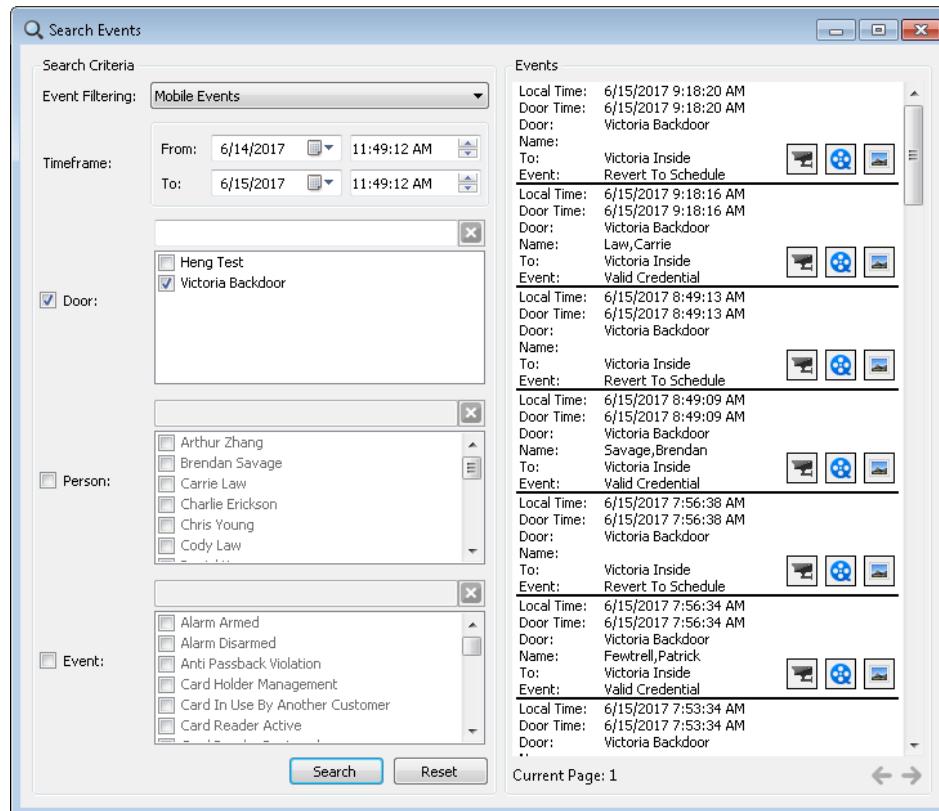 Search Events
Search Criteria
Event Filtering: Mobile Events
Timeframe:
From: 6/14/2017 11:49:12 AM
To: 6/15/2017 11:49:12 AM
Door:
Heng Test
Victoria Backdoor
Person:
Arthur Zhang
Brendan Savage
Carrie Law
Charlie Erickson
Chris Young
Cody Law
Event:
Alarm Armed
Alarm Disarmed
Anti Passback Violation
Card Holder Management
Card In Use By Another Customer
Card Reader Active
Search Reset
Events
Local Time: 6/15/2017 9:18:20 AM
Door Time: 6/15/2017 9:18:20 AM
Door: Victoria Backdoor
Name:
To: Victoria Inside
Event: Revert To Schedule
Local Time: 6/15/2017 9:18:16 AM
Door Time: 6/15/2017 9:18:16 AM
Door: Victoria Backdoor
Name: Law,Carrie
To: Victoria Inside
Event: Valid Credential
Local Time: 6/15/2017 8:49:13 AM
Door Time: 6/15/2017 8:49:13 AM
Door: Victoria Backdoor
Name:
To: Victoria Inside
Event: Revert To Schedule
Local Time: 6/15/2017 8:49:09 AM
Door Time: 6/15/2017 8:49:09 AM
Door: Victoria Backdoor
Name: Savage,Brendan
To: Victoria Inside
Event: Valid Credential
Local Time: 6/15/2017 7:56:38 AM
Door Time: 6/15/2017 7:56:38 AM
Door: Victoria Backdoor
Name:
To: Victoria Inside
Event: Revert To Schedule
Local Time: 6/15/2017 7:56:34 AM
Door Time: 6/15/2017 7:56:34 AM
Door: Victoria Backdoor
Name: Fewtrell,Patrick
To: Victoria Inside
Event: Valid Credential
Local Time: 6/15/2017 7:53:34 AM
Door Time: 6/15/2017 7:53:34 AM
Door: Victoria Backdoor
Current Page: 1